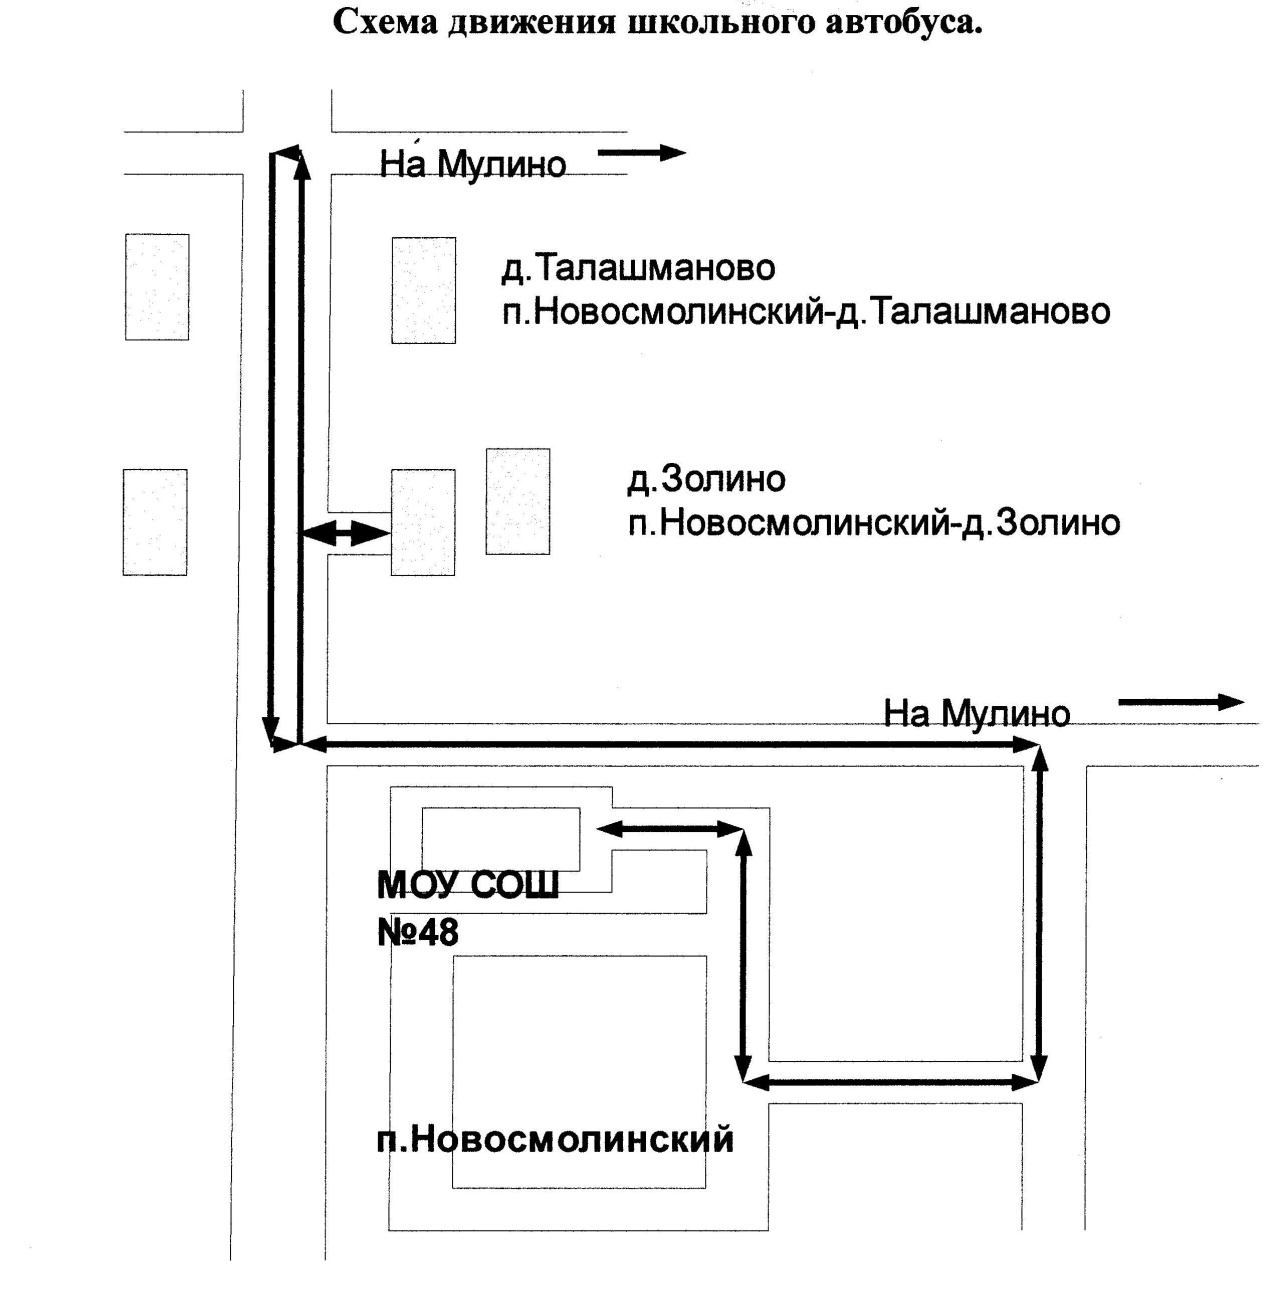 Схема движения школьного автобуса.
На Мулино
д.Талашманово
п.Новосмолинский-д.Талашманово
д.Золино
п.Новосмолинский-д.Золино
На Мулино
МОУ СОШ
№48
п.Новосмолинский